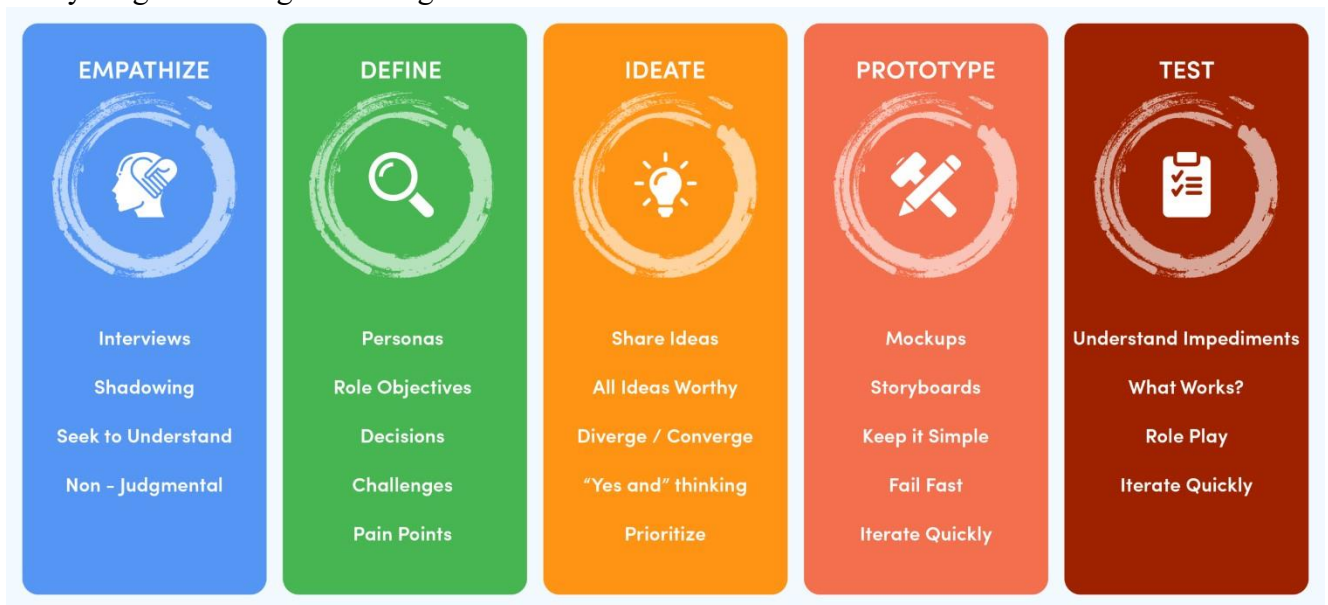 EMPATHIZE
Interviews
Shadowing
Seek to Understand
Non - Judgmental
DEFINE
Personas
Role Objectives
Decisions
Challenges
Pain Points
IDEATE
Share Ideas
All Ideas Worthy
Diverge / Converge
“Yes and” thinking
Prioritize
PROTOTYPE
Mockups
Storyboards
Keep it Simple
Fail Fast
Iterate Quickly
TEST
Understand Impediments
What Works?
Role Play
Iterate Quickly